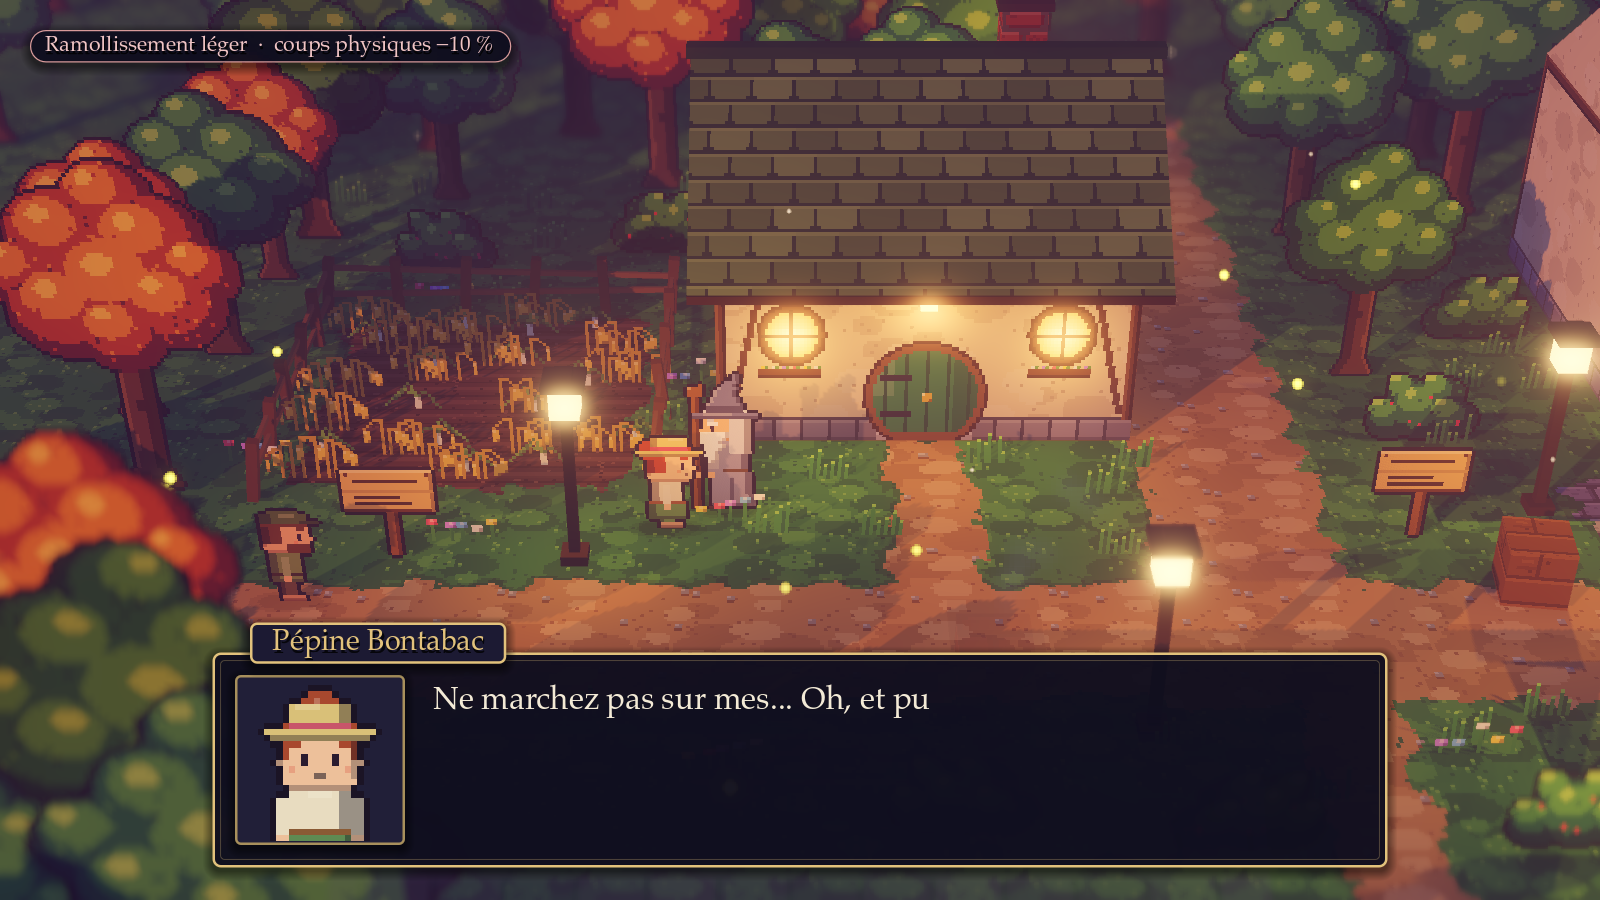 Ramollissement léger · coups physiques −10 %
Pépine Bontabac
Ne marchez pas sur mes... Oh, et pu